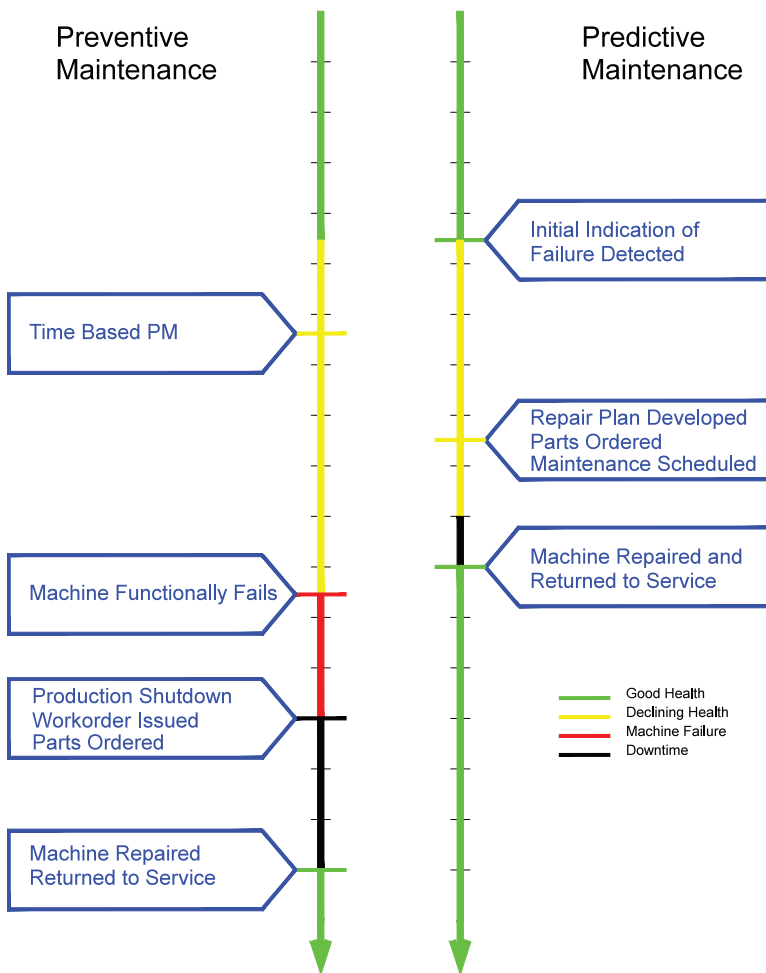 Preventive
Maintenance
Predictive
Maintenance
Initial Indication of
Failure Detected
Time Based PM
Repair Plan Developed
Parts Ordered
Maintenance Scheduled
Machine Functionally Fails
Machine Repaired and
Returned to Service
Production Shutdown
Workorder Issued
Parts Ordered
Good Health
Declining Health
Machine Failure
Downtime
Machine Repaired
Returned to Service